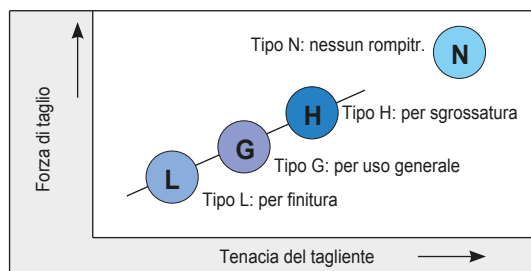 Tipo N: nessun rompitr.
N
H
Tipo H: per sgrossatura
G
Tipo G: per uso generale
L
Tipo L: per finitura
Forza di taglio
Tenacia del tagliente